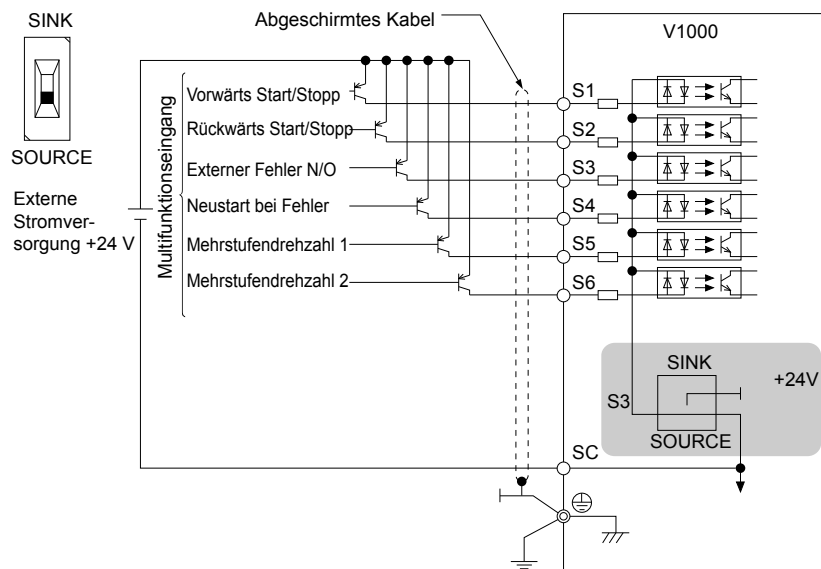 SINK
SOURCE
Abgeschirmtes Kabel
V1000
Multifunktionseingang
Vorwärts Start/Stopp
Rückwärts Start/Stopp
Externer Fehler N/O
Neustart bei Fehler
Mehrstufendrehzahl 1
Mehrstufendrehzahl 2
Externe
Stromver-
sorgung +24 V
S1
S2
S3
S4
S5
S6
SINK
+24V
S3
SOURCE
SC